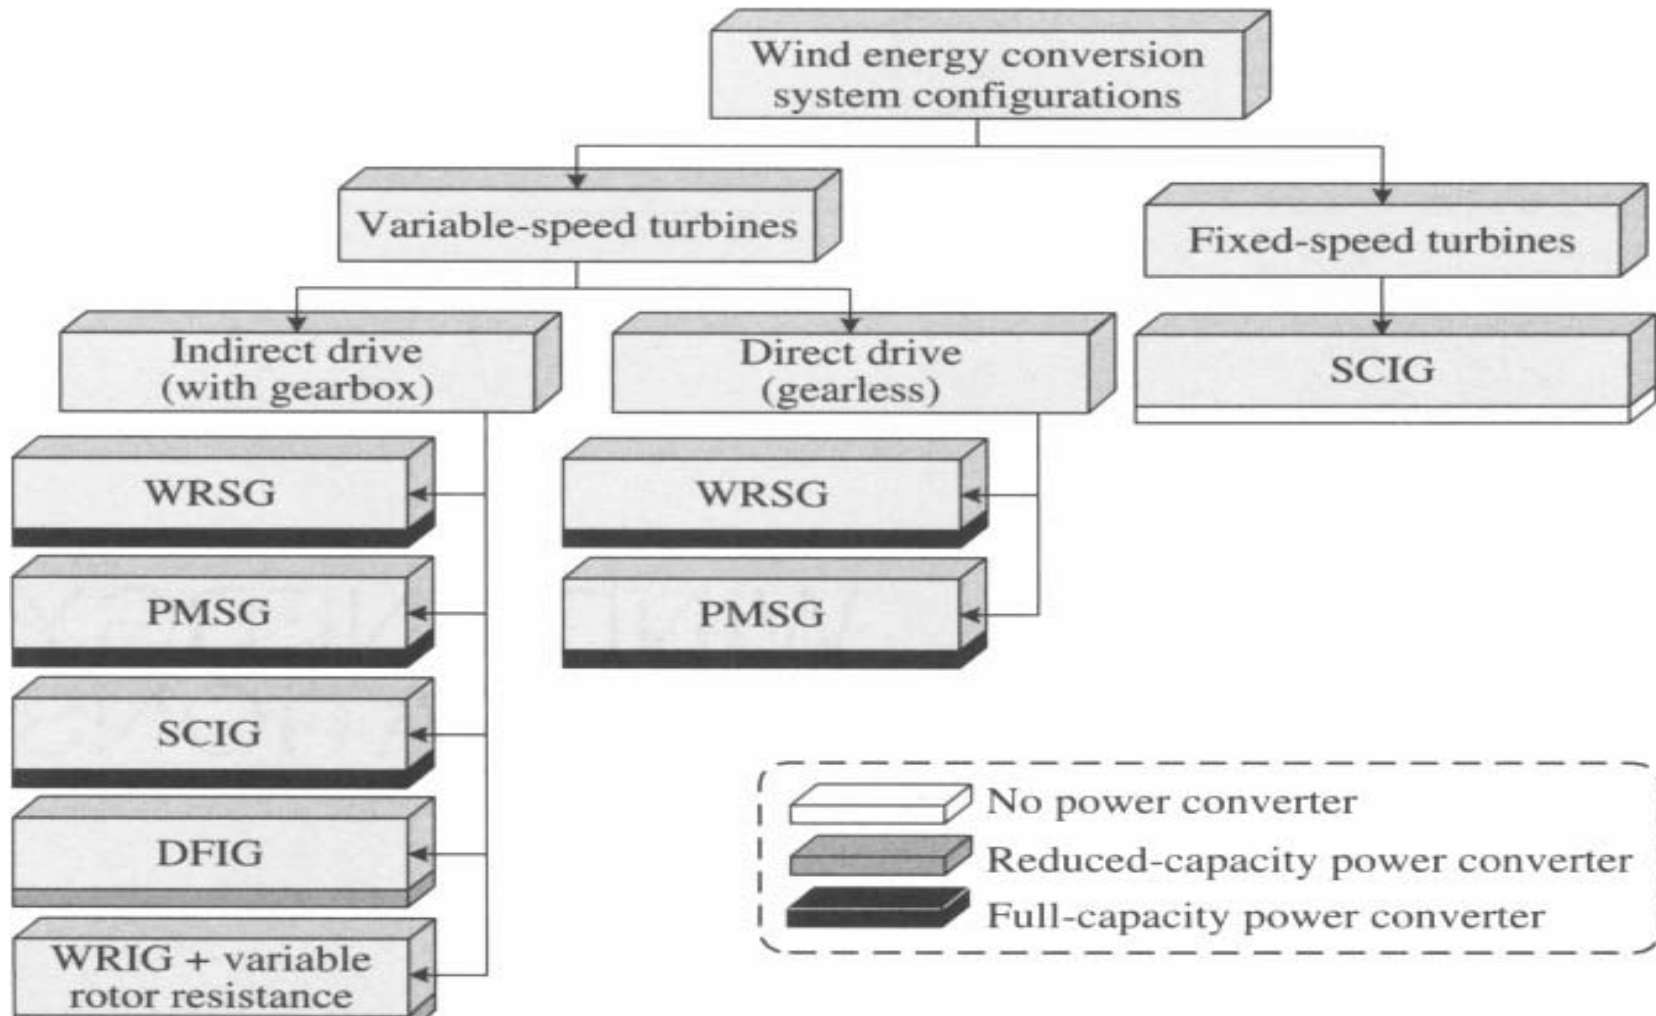 Wind energy conversion
system configurations
Variable-speed turbines
Fixed-speed turbines
Indirect drive
(with gearbox)
Direct drive
(gearless)
SCIG
WRSG
WRSG
PMSG
PMSG
SCIG
DFIG
WRIG + variable
rotor resistance
No power converter
Reduced-capacity power converter
Full-capacity power converter